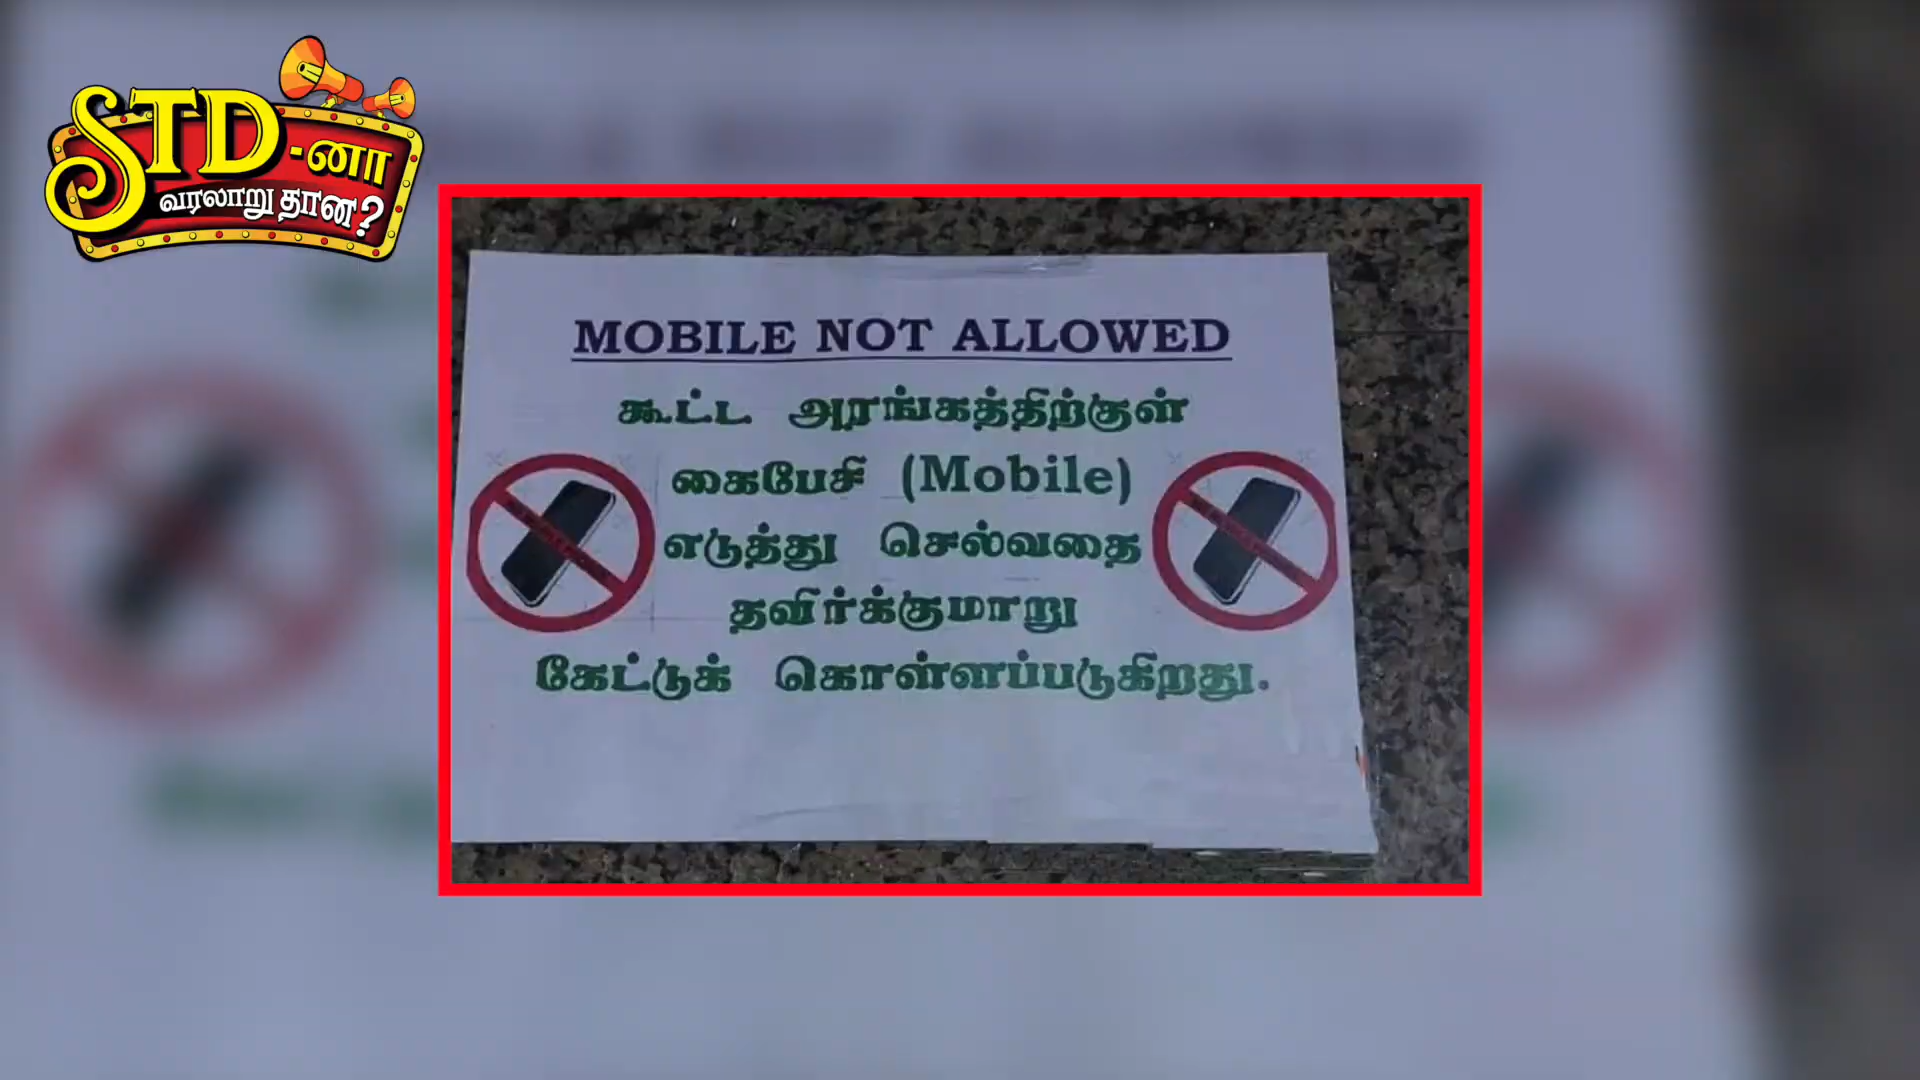 STD-னா
வரலாறு தான?
MOBILE NOT ALLOWED
கூட்ட அரங்கத்திற்குள்
கைபேசி (Mobile)
எடுத்து செல்வதை
தவிர்க்குமாறு
கேட்டுக் கொள்ளப்படுகிறது.